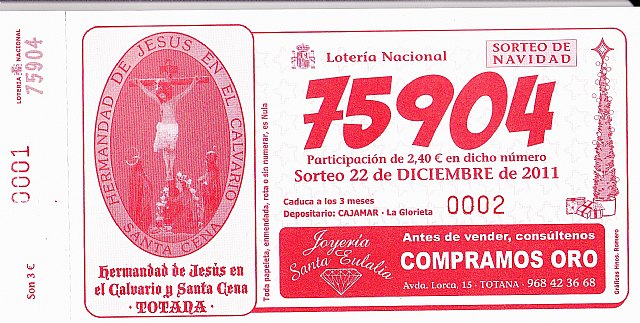 LOTERÍA NACIONAL
75904
0001
Son 3 €
HERMANDAD DE JESÚS EN EL CALVARIO
SANTA CENA
Hermandad de Jesús en
el Calvario y Santa Cena
· TOTANA ·
Toda papeleta, enmendada, rota o sin numerar, es Nula
Lotería Nacional
SORTEO DE
NAVIDAD
75904
Participación de 2,40 € en dicho número
Sorteo 22 de DICIEMBRE de 2011
Caduca a los 3 meses
Depositario: CAJAMAR · La Glorieta
0002
Joyería
Santa Eulalia
Antes de vender, consúltenos
COMPRAMOS ORO
Avda. Lorca, 15 · TOTANA · 968 42 36 68
Gráficas Hnos. Romero